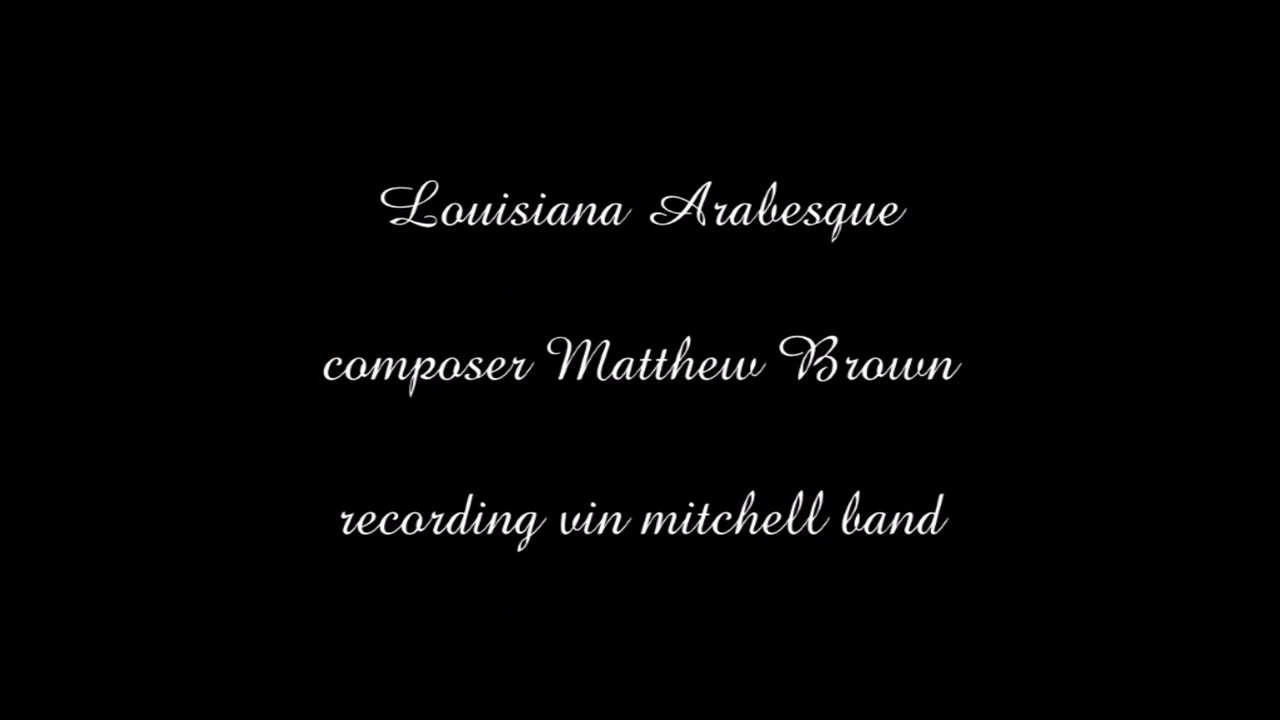 Louisiana Arabesque
composer Matthew Brown
recording vin mitchell band